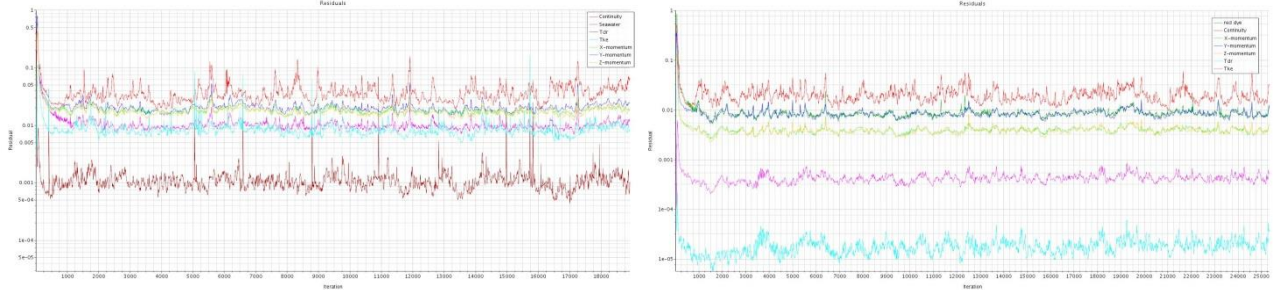 Residuals
1
0.5
0.1
0.05
0.01
0.005
0.001
5e-04
1e-04
5e-05
Residual
Continuity
Seawater
Tdr
Tke
X-momentum
Y-momentum
Z-momentum
1000 2000 3000 4000 5000 6000 7000 8000 9000 10000 11000 12000 13000 14000 15000 16000 17000 18000
Iteration
Residuals
1
0.1
0.01
0.001
1e-04
1e-05
Residual
red dye
Continuity
X-momentum
Y-momentum
Z-momentum
Tdr
Tke
1000 2000 3000 4000 5000 6000 7000 8000 9000 10000 11000 12000 13000 14000 15000 16000 17000 18000 19000 20000 21000 22000 23000 24000 25000
Iteration